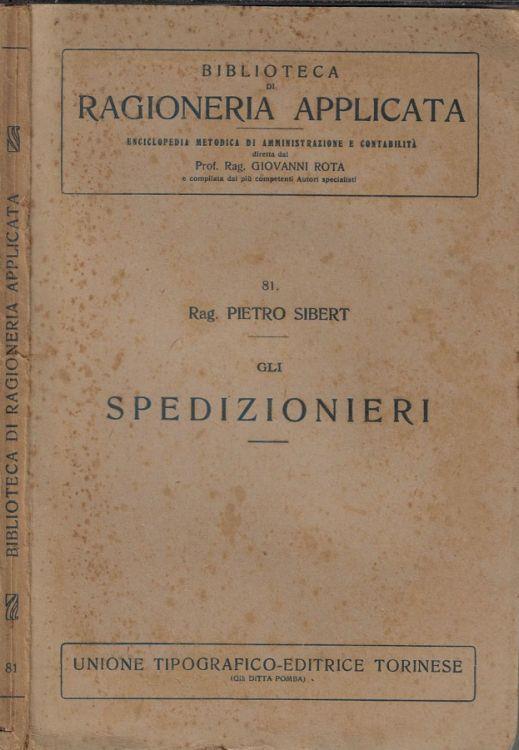 BIBLIOTECA
DI
RAGIONERIA APPLICATA
ENCICLOPEDIA METODICA DI AMMINISTRAZIONE E CONTABILITÀ
diretta dal
Prof. Rag. GIOVANNI ROTA
e compilata dai più competenti Autori specialisti
81.
Rag. PIETRO SIBERT
GLI
SPEDIZIONIERI
UNIONE TIPOGRAFICO-EDITRICE TORINESE
(GIÀ DITTA POMBA)
BIBLIOTECA DI RAGIONERIA APPLICATA
81